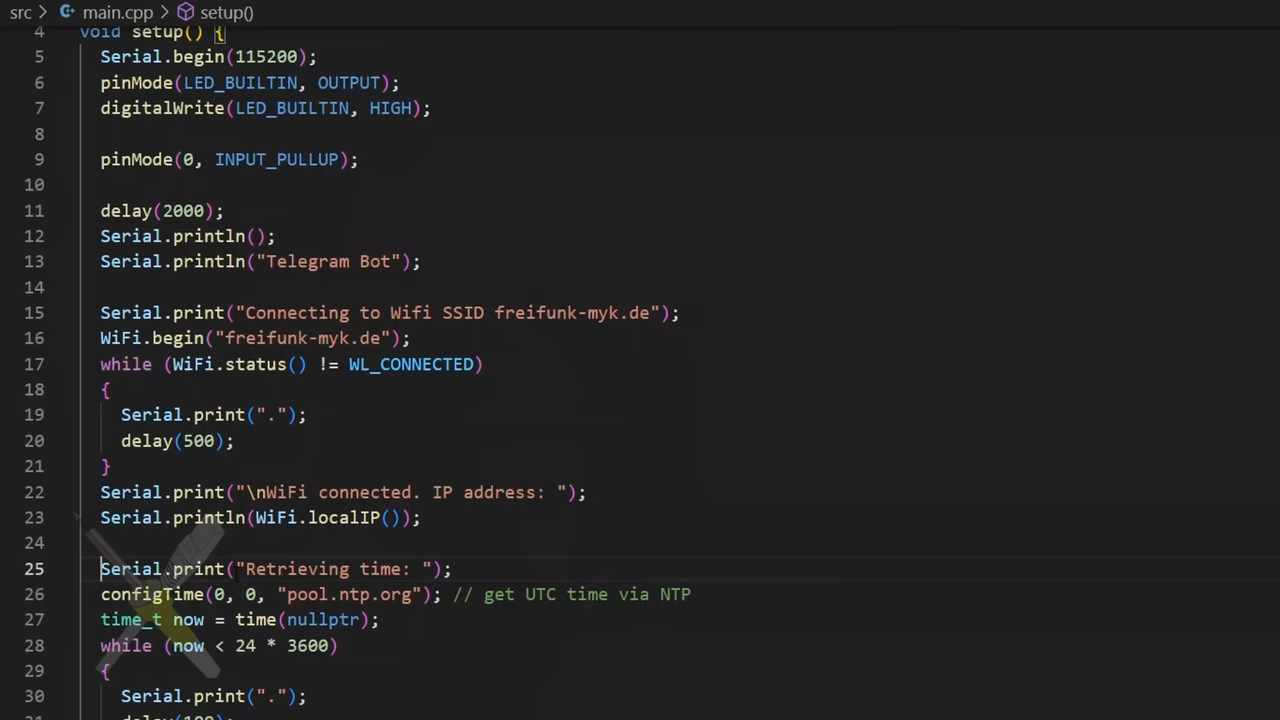 src > main.cpp > setup()
4 void setup() {
5 Serial.begin(115200);
6 pinMode(LED_BUILTIN, OUTPUT);
7 digitalWrite(LED_BUILTIN, HIGH);
8
9 pinMode(0, INPUT_PULLUP);
10
11 delay(2000);
12 Serial.println();
13 Serial.println("Telegram Bot");
14
15 Serial.print("Connecting to Wifi SSID freifunk-myk.de");
16 WiFi.begin("freifunk-myk.de");
17 while (WiFi.status() != WL_CONNECTED)
18 {
19 Serial.print(".");
20 delay(500);
21 }
22 Serial.print("\nWiFi connected. IP address: ");
23 Serial.println(WiFi.localIP());
24
25 Serial.print("Retrieving time: ");
26 configTime(0, 0, "pool.ntp.org"); // get UTC time via NTP
27 time_t now = time(nullptr);
28 while (now < 24 * 3600)
29 {
30 Serial.print(".");
31 delay(100);